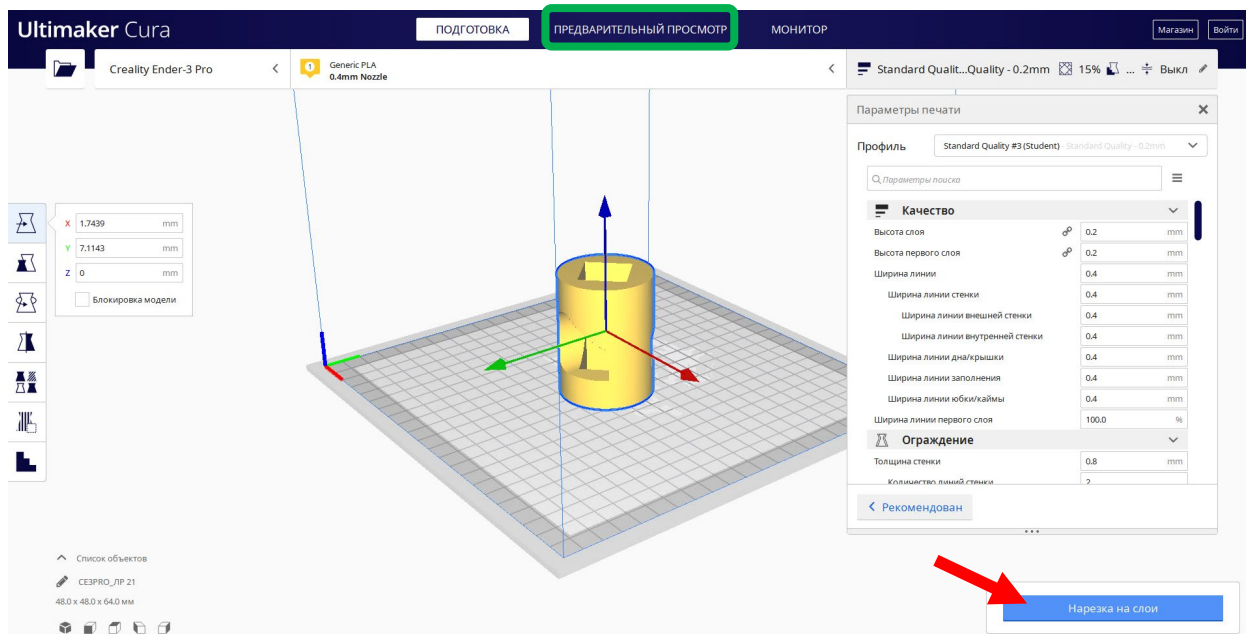 Ultimaker Cura
ПОДГОТОВКА
ПРЕДВАРИТЕЛЬНЫЙ ПРОСМОТР
МОНИТОР
Магазин
Войти
Creality Ender-3 Pro
1
Generic PLA
0.4mm Nozzle
Standard Qualit...Quality - 0.2mm 15% ... Выкл
Параметры печати
Профиль
Standard Quality #3 (Student) - Standard Quality - 0.2mm
Параметры поиска
Качество
Высота слоя 0.2 mm
Высота первого слоя 0.2 mm
Ширина линии 0.4 mm
Ширина линии стенки 0.4 mm
Ширина линии внешней стенки 0.4 mm
Ширина линии внутренней стенки 0.4 mm
Ширина линии дна/крышки 0.4 mm
Ширина линии заполнения 0.4 mm
Ширина линии юбки/каймы 0.4 mm
Ширина линии первого слоя 100.0 %
Ограждение
Толщина стенки 0.8 mm
Количество линий стенки 2
Рекомендован
X 1.7439 mm
Y 7.1143 mm
Z 0 mm
Блокировка модели
Список объектов
CE3PRO_ЛР 21
48.0 x 48.0 x 64.0 мм
Нарезка на слои